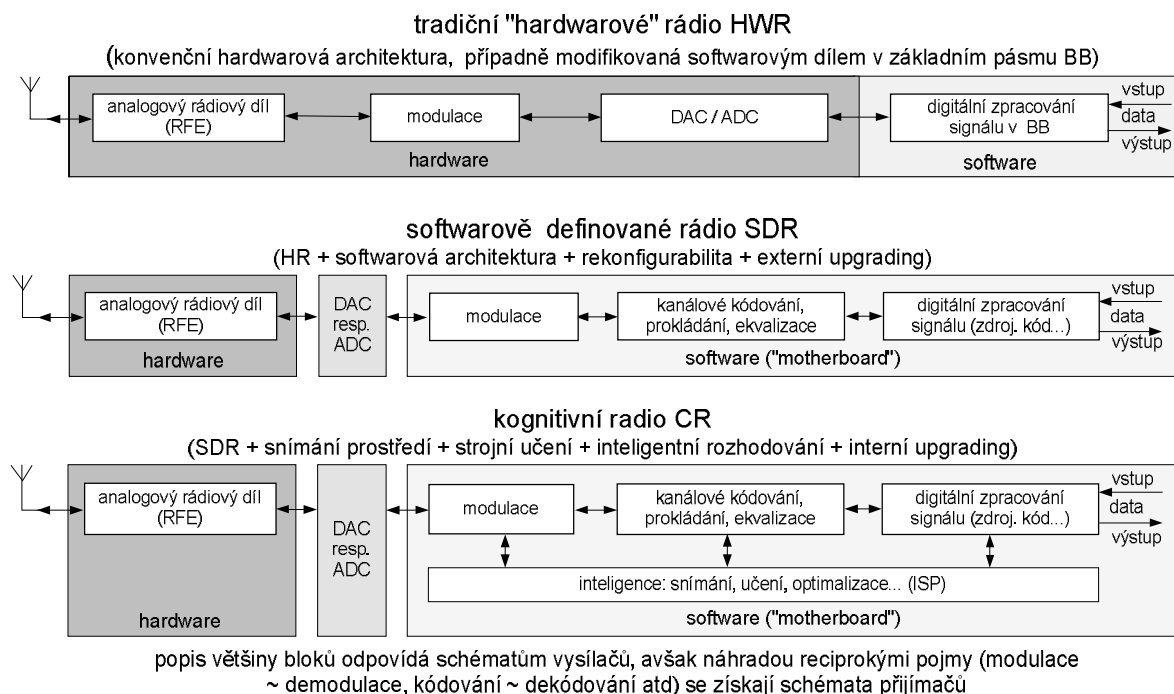 tradiční "hardwarové" rádio HWR
(konvenční hardwarová architektura, případně modifikovaná softwarovým dílem v základním pásmu BB)
analogový rádiový díl
(RFE)
modulace
DAC / ADC
digitální zpracování
signálu v BB
vstup
data
výstup
hardware
software
softwarově definované rádio SDR
(HR + softwarová architektura + rekonfigurabilita + externí upgrading)
analogový rádiový díl
(RFE)
hardware
DAC
resp.
ADC
modulace
kanálové kódování,
prokládání, ekvalizace
digitální zpracování
signálu (zdroj. kód...)
vstup
data
výstup
software ("motherboard")
kognitivní radio CR
(SDR + snímání prostředí + strojní učení + inteligentní rozhodování + interní upgrading)
analogový rádiový díl
(RFE)
hardware
DAC
resp.
ADC
modulace
kanálové kódování,
prokládání, ekvalizace
digitální zpracování
signálu (zdroj. kód...)
vstup
data
výstup
inteligence: snímání, učení, optimalizace... (ISP)
software ("motherboard")
popis většiny bloků odpovídá schématům vysílačů, avšak náhradou reciprokými pojmy (modulace
~ demodulace, kódování ~ dekódování atd) se získají schémata přijímačů